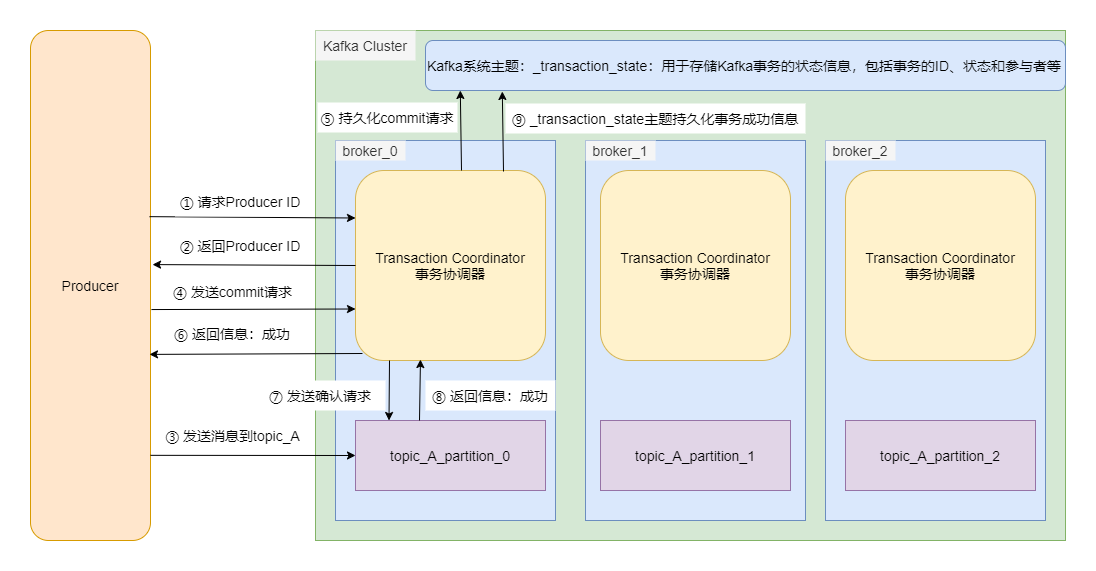 Kafka Cluster
Kafka系统主题：_transaction_state：用于存储Kafka事务的状态信息，包括事务的ID、状态和参与者等
⑤ 持久化commit请求
⑨ _transaction_state主题持久化事务成功信息
broker_0
broker_1
broker_2
① 请求Producer ID
② 返回Producer ID
Transaction Coordinator
事务协调器
Transaction Coordinator
事务协调器
Transaction Coordinator
事务协调器
Producer
④ 发送commit请求
⑥ 返回信息：成功
⑦ 发送确认请求
⑧ 返回信息：成功
③ 发送消息到topic_A
topic_A_partition_0
topic_A_partition_1
topic_A_partition_2